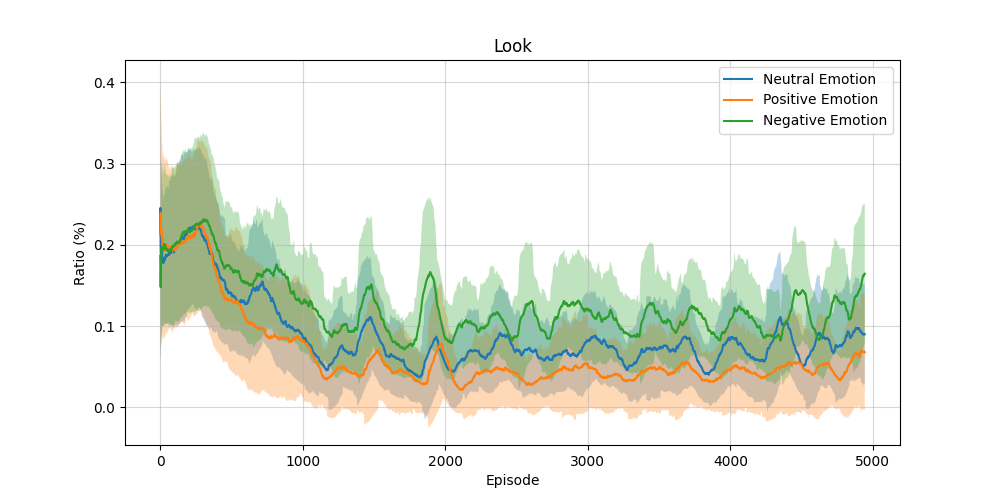 Look
Neutral Emotion
Positive Emotion
Negative Emotion
Ratio (%)
0.4
0.3
0.2
0.1
0.0
0 1000 2000 3000 4000 5000
Episode